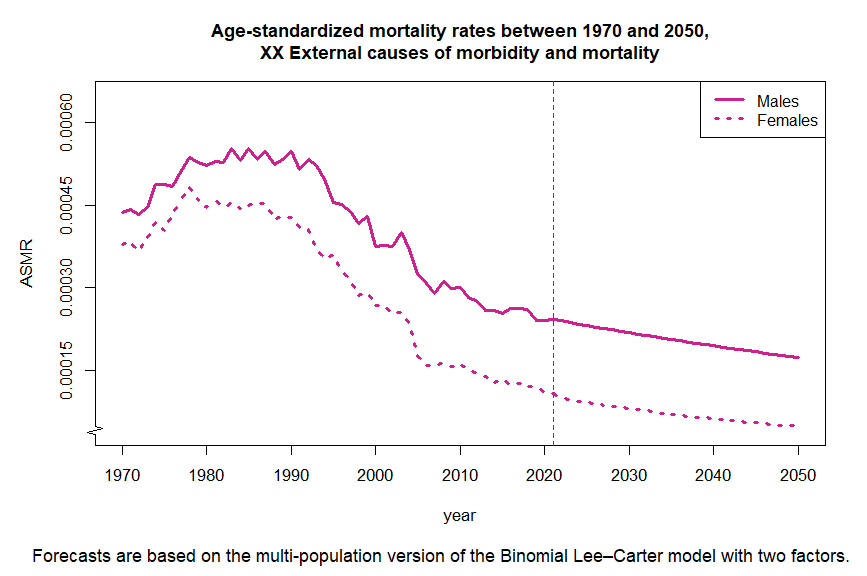 Age-standardized mortality rates between 1970 and 2050,
XX External causes of morbidity and mortality
Males
Females
ASMR
0.00060
0.00045
0.00030
0.00015
1970 1980 1990 2000 2010 2020 2030 2040 2050
year
Forecasts are based on the multi-population version of the Binomial Lee–Carter model with two factors.